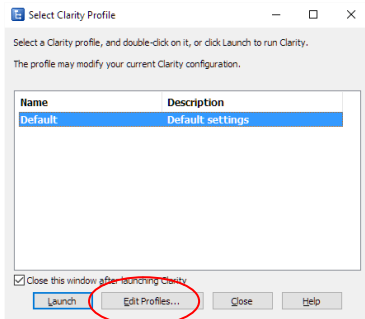 Select Clarity Profile
Select a Clarity profile, and double-click on it, or click Launch to run Clarity.
The profile may modify your current Clarity configuration.
Name Description
Default Default settings
Close this window after launching Clarity
Launch Edit Profiles... Close Help